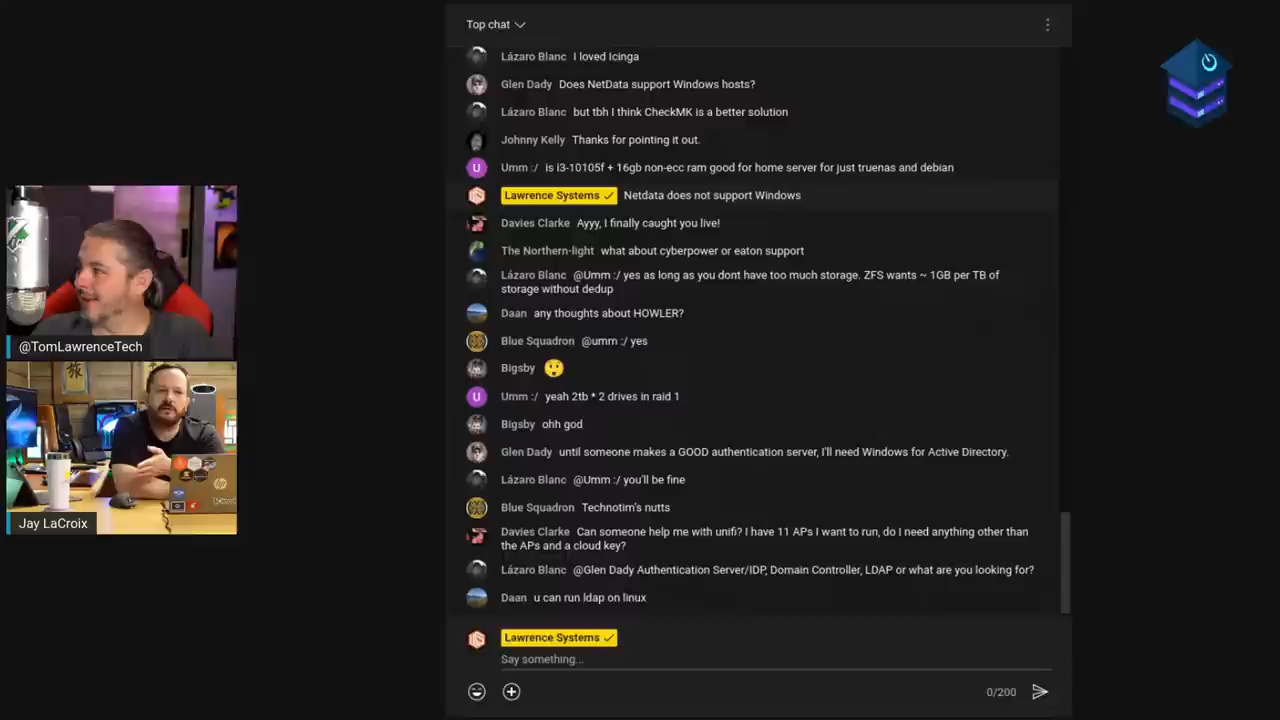 Top chat
Lázaro Blanc I loved Icinga
Glen Dady Does NetData support Windows hosts?
Lázaro Blanc but tbh I think CheckMK is a better solution
Johnny Kelly Thanks for pointing it out.
U Umm :/ is i3-10105f + 16gb non-ecc ram good for home server for just truenas and debian
Lawrence Systems ✓ Netdata does not support Windows
Davies Clarke Ayyy, I finally caught you live!
The Northern-light what about cyberpower or eaton support
Lázaro Blanc @Umm :/ yes as long as you dont have too much storage. ZFS wants ~ 1GB per TB of
storage without dedup
Daan any thoughts about HOWLER?
Blue Squadron @umm :/ yes
Bigsby 😲
U Umm :/ yeah 2tb * 2 drives in raid 1
Bigsby ohh god
Glen Dady until someone makes a GOOD authentication server, I'll need Windows for Active Directory.
Lázaro Blanc @Umm :/ you'll be fine
Blue Squadron Technotim's nutts
Davies Clarke Can someone help me with unifi? I have 11 APs I want to run, do I need anything other than
the APs and a cloud key?
Lázaro Blanc @Glen Dady Authentication Server/IDP, Domain Controller, LDAP or what are you looking for?
Daan u can run ldap on linux
Lawrence Systems ✓
Say something...
0/200
@TomLawrenceTech
Jay LaCroix
hp